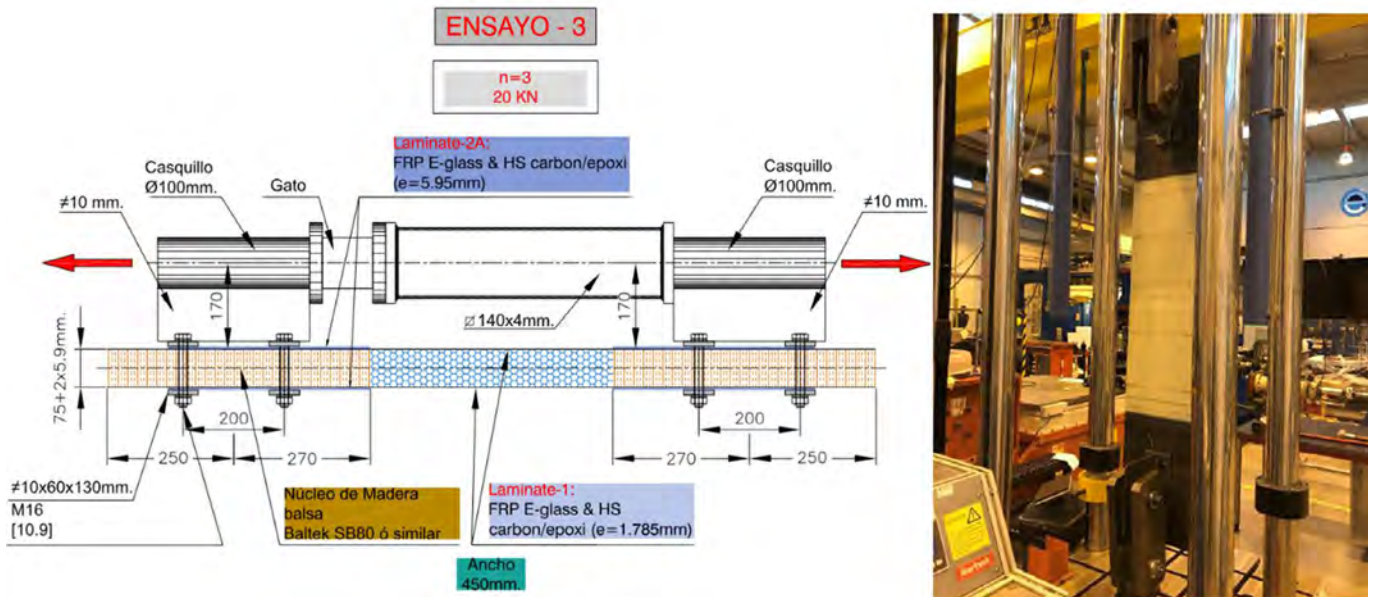 ENSAYO - 3
n=3
20 KN
Laminate-2A:
FRP E-glass & HS carbon/epoxi
(e=5.95mm)
Casquillo
Ø100mm.
Gato
Casquillo
Ø100mm.
≠10 mm.
≠10 mm.
170
⌀ 140x4mm.
170
75+2x5.9mm.
200
200
250
270
270
250
≠10x60x130mm.
M16
[10.9]
Núcleo de Madera
balsa
Baltek SB80 ó similar
Laminate-1:
FRP E-glass & HS
carbon/epoxi (e=1.785mm)
Ancho
450mm.